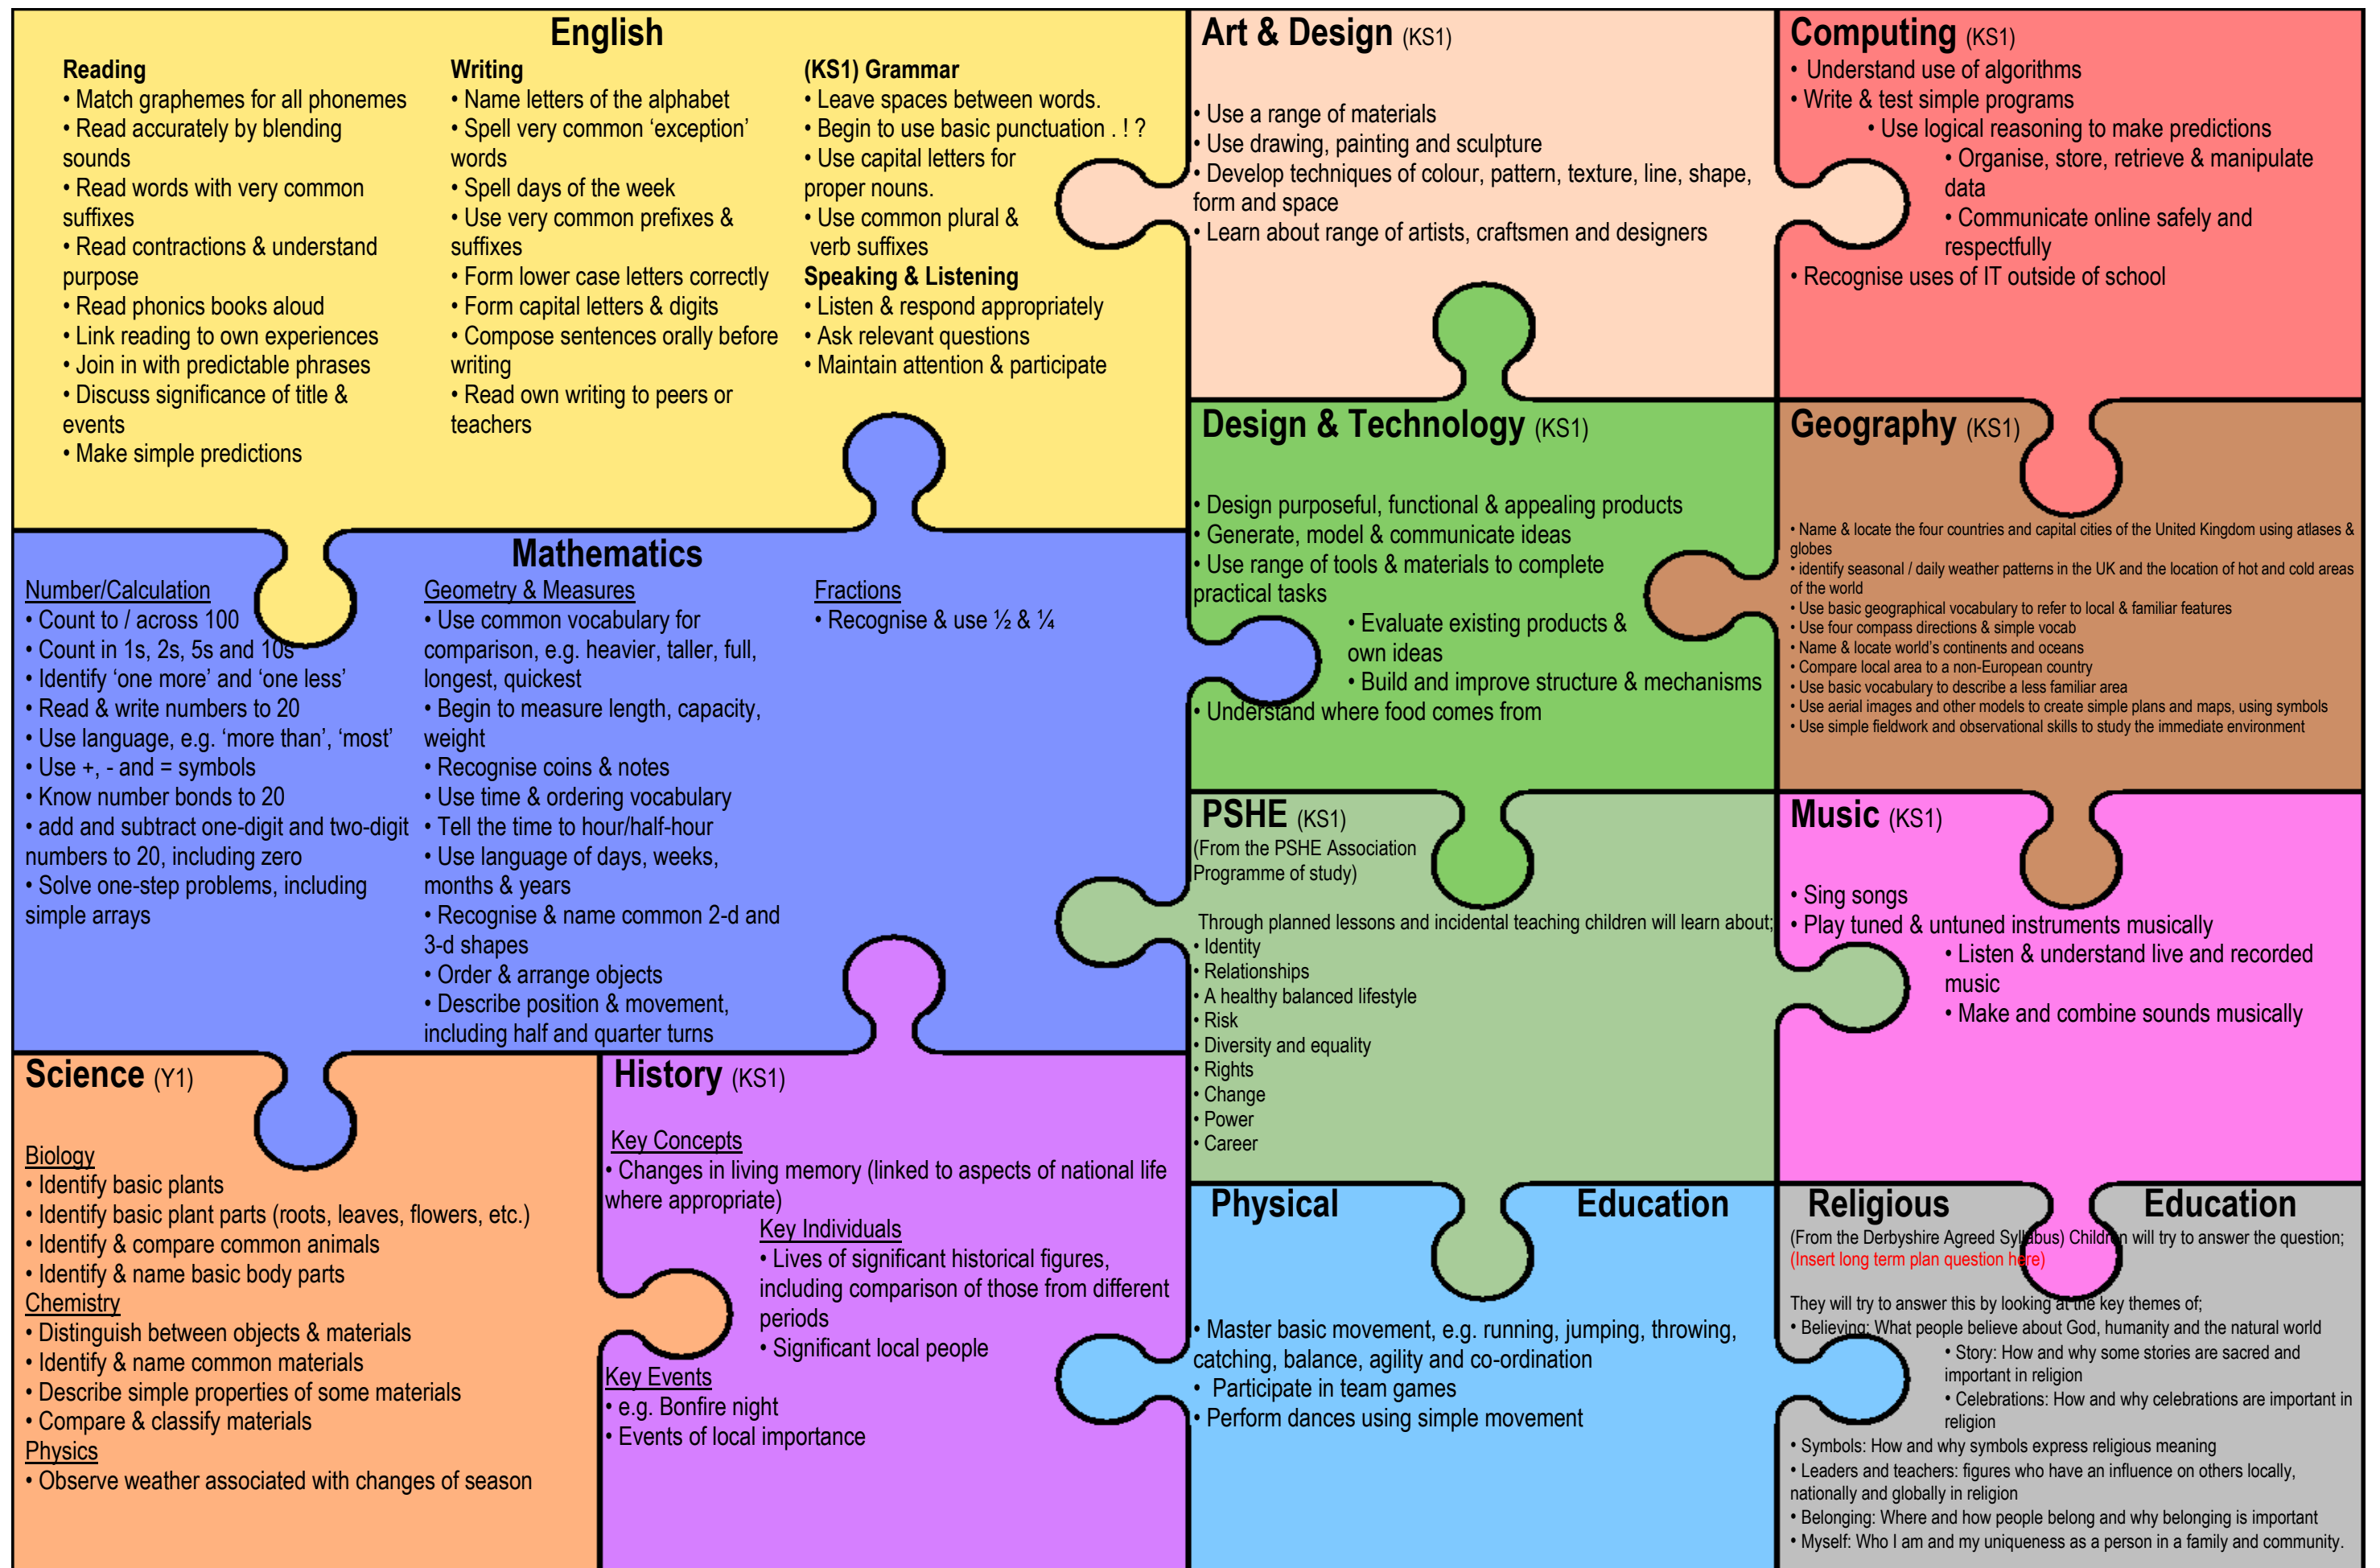 English
Reading
• Match graphemes for all phonemes
• Read accurately by blending
sounds
• Read words with very common
suffixes
• Read contractions & understand
purpose
• Read phonics books aloud
• Link reading to own experiences
• Join in with predictable phrases
• Discuss significance of title &
events
• Make simple predictions
Writing
• Name letters of the alphabet
• Spell very common ‘exception’
words
• Spell days of the week
• Use very common prefixes &
suffixes
• Form lower case letters correctly
• Form capital letters & digits
• Compose sentences orally before
writing
• Read own writing to peers or
teachers
(KS1) Grammar
• Leave spaces between words.
• Begin to use basic punctuation . ! ?
• Use capital letters for
proper nouns.
• Use common plural &
verb suffixes
Speaking & Listening
• Listen & respond appropriately
• Ask relevant questions
• Maintain attention & participate
Art & Design (KS1)
• Use a range of materials
• Use drawing, painting and sculpture
• Develop techniques of colour, pattern, texture, line, shape,
form and space
• Learn about range of artists, craftsmen and designers
Computing (KS1)
• Understand use of algorithms
• Write & test simple programs
• Use logical reasoning to make predictions
• Organise, store, retrieve & manipulate
data
• Communicate online safely and
respectfully
• Recognise uses of IT outside of school
Mathematics
Number/Calculation
• Count to / across 100
• Count in 1s, 2s, 5s and 10s
• Identify ‘one more’ and ‘one less’
• Read & write numbers to 20
• Use language, e.g. ‘more than’, ‘most’
• Use +, - and = symbols
• Know number bonds to 20
• add and subtract one-digit and two-digit
numbers to 20, including zero
• Solve one-step problems, including
simple arrays
Geometry & Measures
• Use common vocabulary for
comparison, e.g. heavier, taller, full,
longest, quickest
• Begin to measure length, capacity,
weight
• Recognise coins & notes
• Use time & ordering vocabulary
• Tell the time to hour/half-hour
• Use language of days, weeks,
months & years
• Recognise & name common 2-d and
3-d shapes
• Order & arrange objects
• Describe position & movement,
including half and quarter turns
Fractions
• Recognise & use ½ & ¼
Design & Technology (KS1)
• Design purposeful, functional & appealing products
• Generate, model & communicate ideas
• Use range of tools & materials to complete
practical tasks
• Evaluate existing products &
own ideas
• Build and improve structure & mechanisms
• Understand where food comes from
Geography (KS1)
• Name & locate the four countries and capital cities of the United Kingdom using atlases &
globes
• identify seasonal / daily weather patterns in the UK and the location of hot and cold areas
of the world
• Use basic geographical vocabulary to refer to local & familiar features
• Use four compass directions & simple vocab
• Name & locate world's continents and oceans
• Compare local area to a non-European country
• Use basic vocabulary to describe a less familiar area
• Use aerial images and other models to create simple plans and maps, using symbols
• Use simple fieldwork and observational skills to study the immediate environment
PSHE (KS1)
(From the PSHE Association
Programme of study)
Through planned lessons and incidental teaching children will learn about;
• Identity
• Relationships
• A healthy balanced lifestyle
• Risk
• Diversity and equality
• Rights
• Change
• Power
• Career
Music (KS1)
• Sing songs
• Play tuned & untuned instruments musically
• Listen & understand live and recorded
music
• Make and combine sounds musically
Science (Y1)
Biology
• Identify basic plants
• Identify basic plant parts (roots, leaves, flowers, etc.)
• Identify & compare common animals
• Identify & name basic body parts
Chemistry
• Distinguish between objects & materials
• Identify & name common materials
• Describe simple properties of some materials
• Compare & classify materials
Physics
• Observe weather associated with changes of season
History (KS1)
Key Concepts
• Changes in living memory (linked to aspects of national life
where appropriate)
Key Individuals
• Lives of significant historical figures,
including comparison of those from different
periods
• Significant local people
Key Events
• e.g. Bonfire night
• Events of local importance
Physical Education
• Master basic movement, e.g. running, jumping, throwing,
catching, balance, agility and co-ordination
• Participate in team games
• Perform dances using simple movement
Religious Education
(From the Derbyshire Agreed Syllabus) Children will try to answer the question;
(Insert long term plan question here)
They will try to answer this by looking at the key themes of;
• Believing: What people believe about God, humanity and the natural world
• Story: How and why some stories are sacred and
important in religion
• Celebrations: How and why celebrations are important in
religion
• Symbols: How and why symbols express religious meaning
• Leaders and teachers: figures who have an influence on others locally,
nationally and globally in religion
• Belonging: Where and how people belong and why belonging is important
• Myself: Who I am and my uniqueness as a person in a family and community.